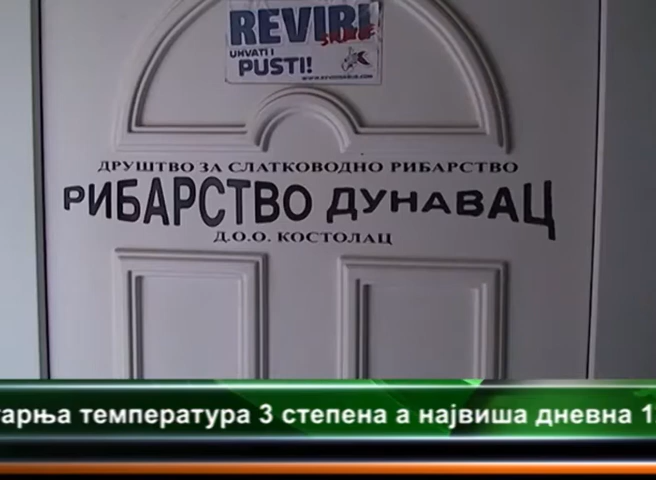 REVIRI
UHVATI I
PUSTI!
ДРУШТВО ЗА СЛАТКОВОДНО РИБАРСТВО
РИБАРСТВО ДУНАВАЦ
Д.О.О. КОСТОЛАЦ
температура 3 степена а највиша дневна